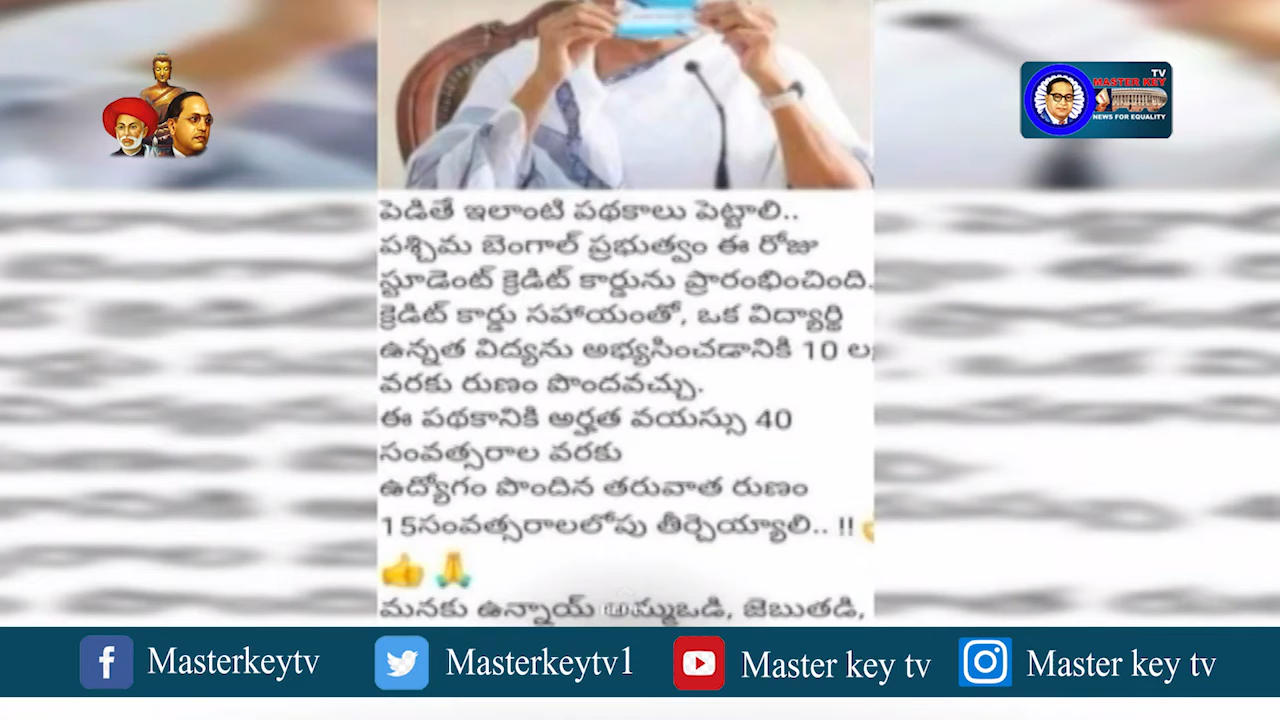 TV
MASTER KEY
NEWS FOR EQUALITY
పెడితే ఇలాంటి పథకాలు పెట్టాలి..
పశ్చిమ బెంగాల్ ప్రభుత్వం ఈ రోజు
స్టూడెంట్ క్రెడిట్ కార్డును ప్రారంభించింది.
క్రెడిట్ కార్డు సహాయంతో, ఒక విద్యార్థి
ఉన్నత విద్యను అభ్యసించడానికి 10 ల
వరకు రుణం పొందవచ్చు.
ఈ పథకానికి అర్హత వయస్సు 40
సంవత్సరాల వరకు
ఉద్యోగం పొందిన తరువాత రుణం
15సంవత్సరాలలోపు తీర్చెయ్యాలి.. !!
👍 🙏
మనకు ఉన్నాయ్ అమ్మఒడి, జెబుతడి,
Masterkeytv
Masterkeytv1
Master key tv
Master key tv